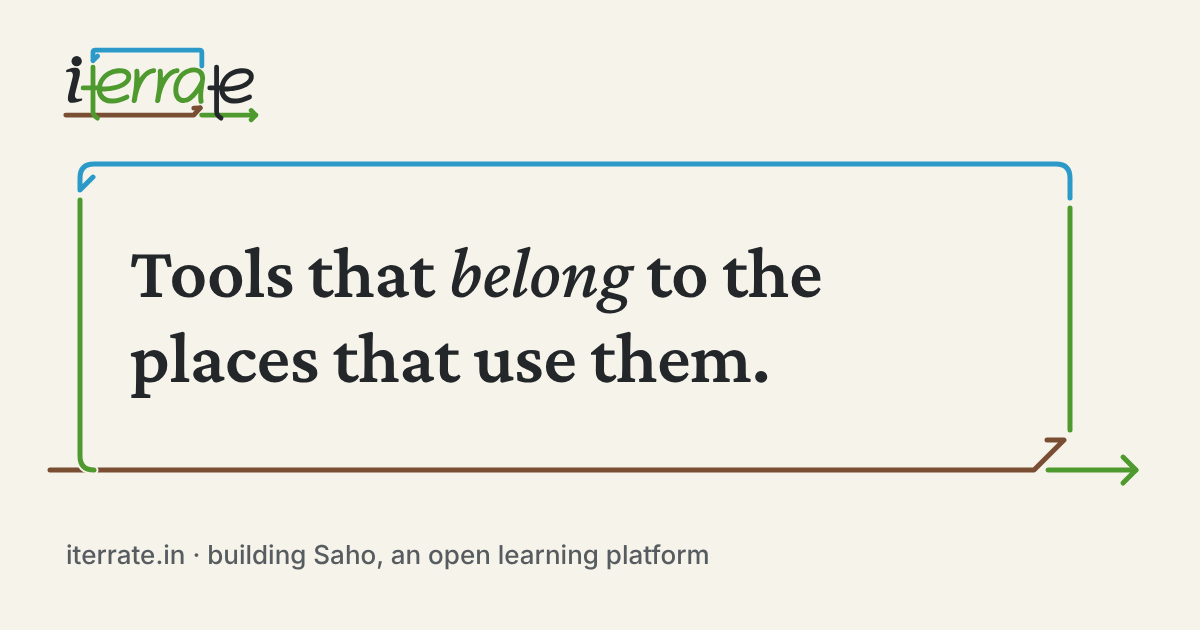 iterrate
Tools that belong to the
places that use them.
iterrate.in · building Saho, an open learning platform